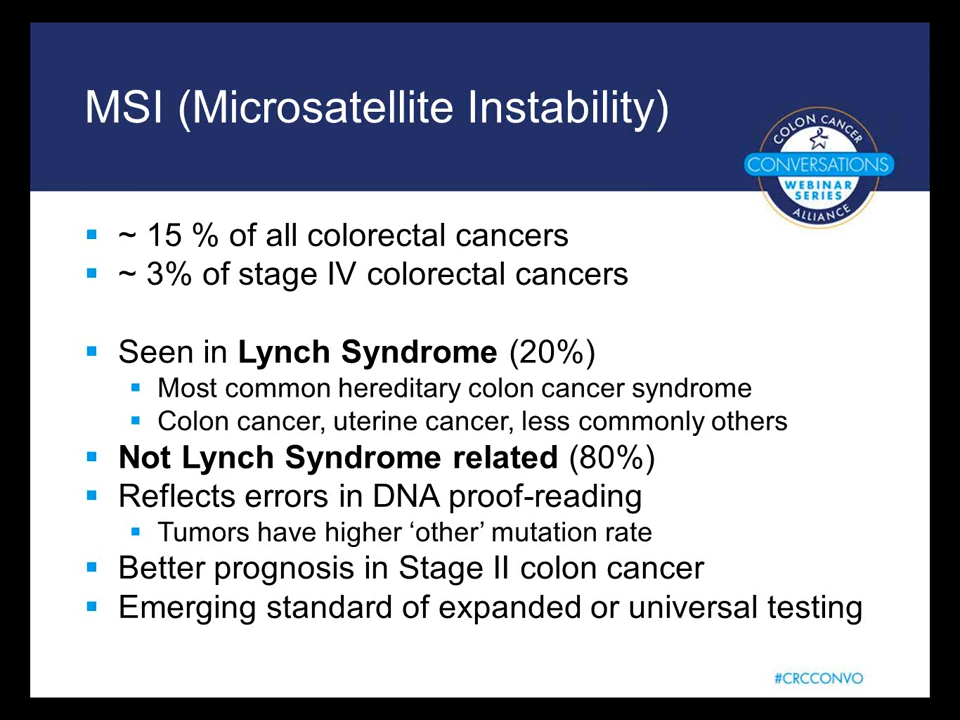 MSI (Microsatellite Instability)
COLON CANCER
CONVERSATIONS
WEBINAR
SERIES
ALLIANCE
~ 15 % of all colorectal cancers
~ 3% of stage IV colorectal cancers
Seen in Lynch Syndrome (20%)
Most common hereditary colon cancer syndrome
Colon cancer, uterine cancer, less commonly others
Not Lynch Syndrome related (80%)
Reflects errors in DNA proof-reading
Tumors have higher ‘other’ mutation rate
Better prognosis in Stage II colon cancer
Emerging standard of expanded or universal testing
#CRCCONVO